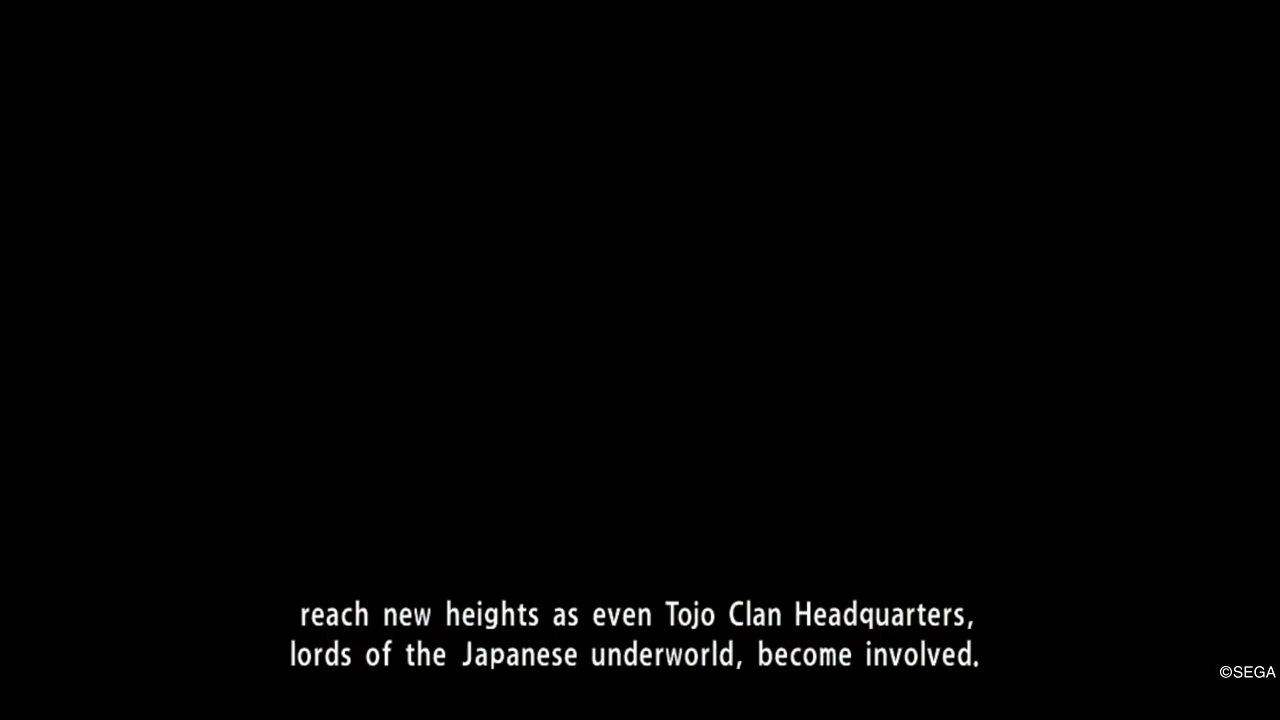 reach new heights as even Tojo Clan Headquarters,
lords of the Japanese underworld, become involved.
©SEGA